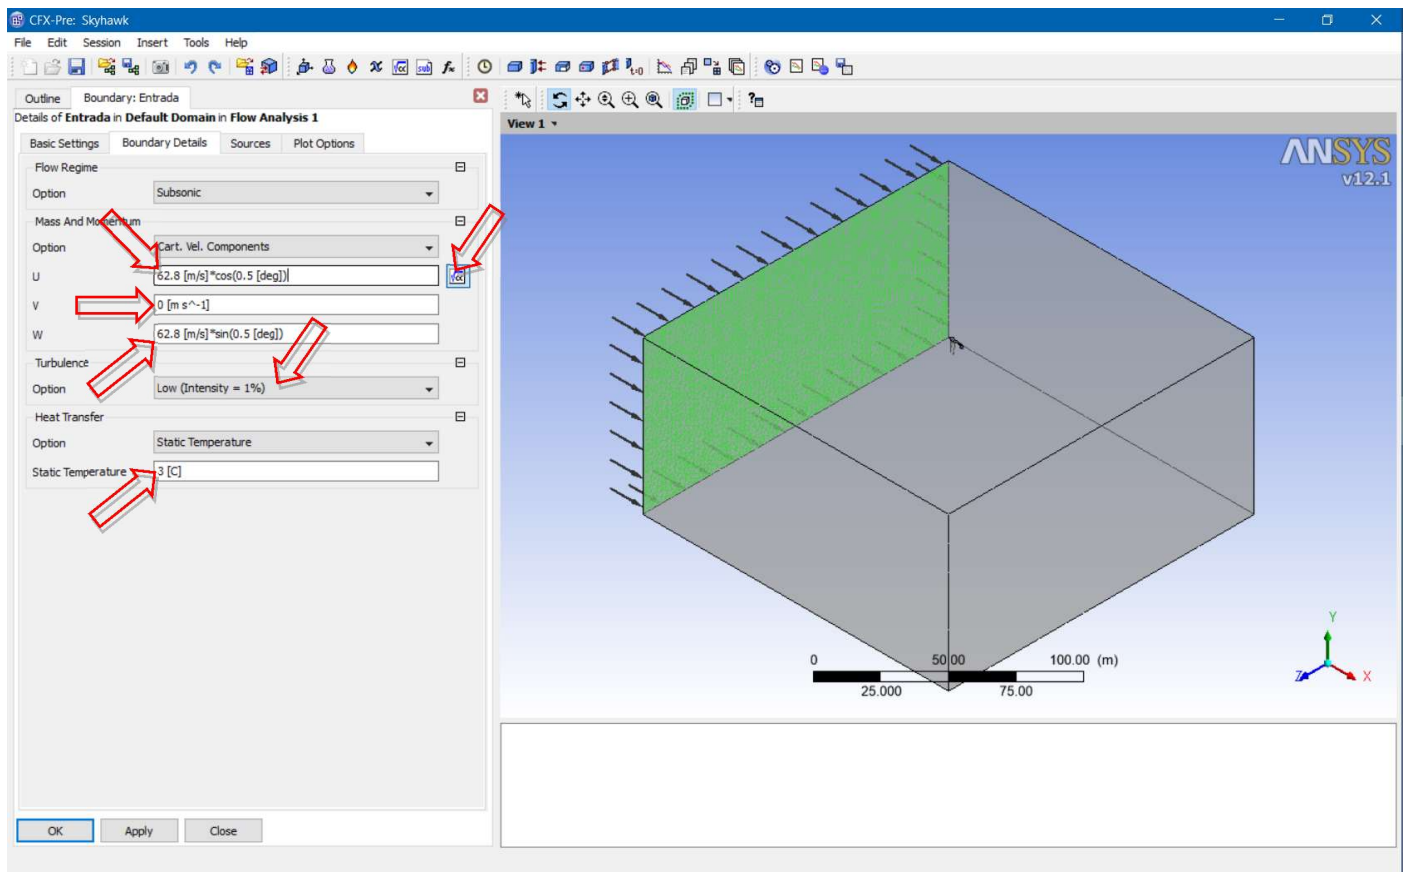 CFX-Pre: Skyhawk
File Edit Session Insert Tools Help
Outline Boundary: Entrada
Details of Entrada in Default Domain in Flow Analysis 1
Basic Settings Boundary Details Sources Plot Options
Flow Regime
Option Subsonic
Mass And Momentum
Option Cart. Vel. Components
U 62.8 [m/s]*cos(0.5 [deg])
V 0 [m s^-1]
W 62.8 [m/s]*sin(0.5 [deg])
Turbulence
Option Low (Intensity = 1%)
Heat Transfer
Option Static Temperature
Static Temperature 3 [C]
OK Apply Close
View 1
ANSYS
v12.1
0 50.00 100.00 (m)
25.000 75.00
Y
Z X